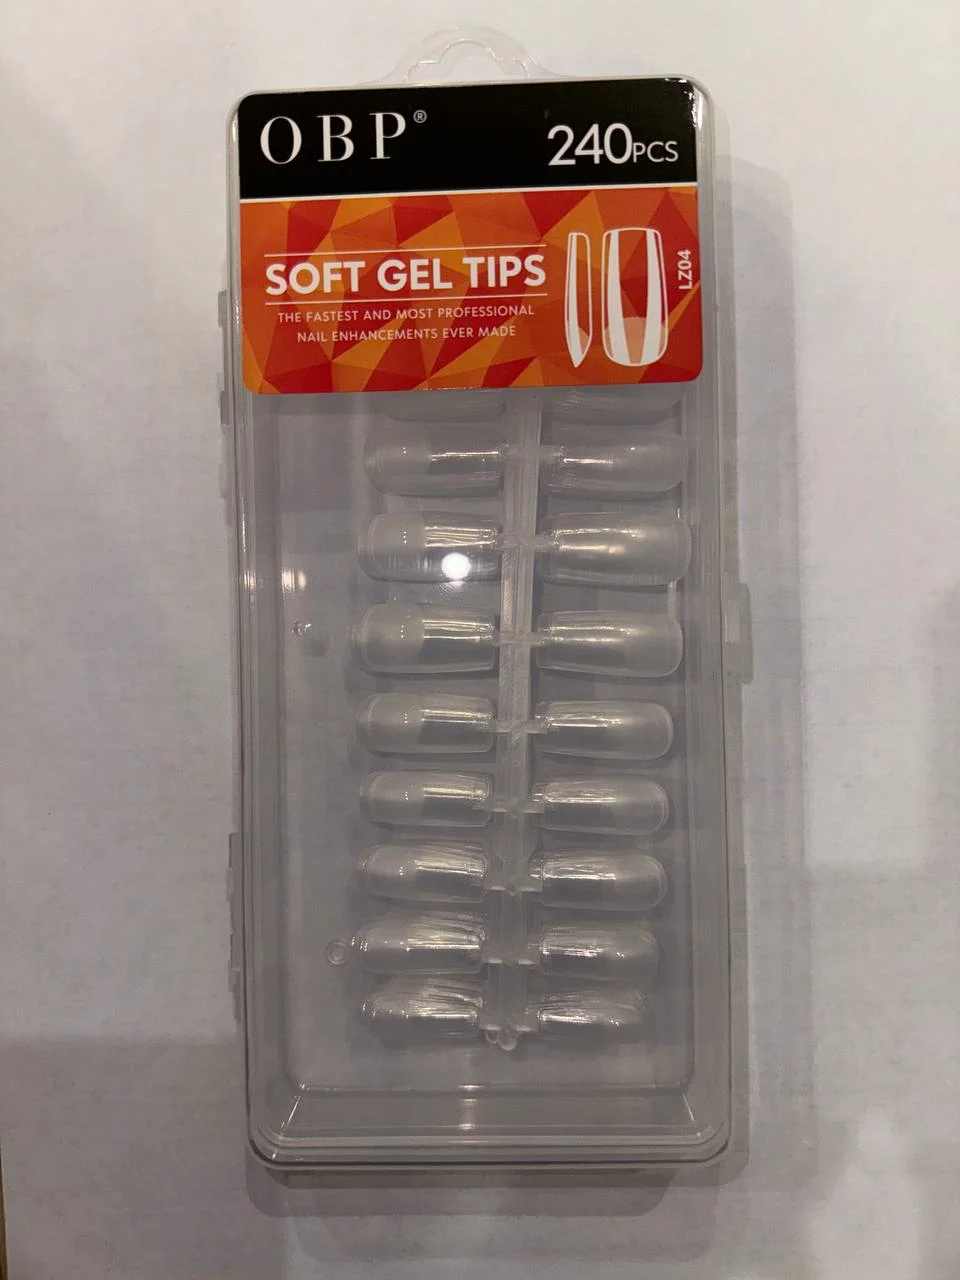 OBP®
240PCS
SOFT GEL TIPS
THE FASTEST AND MOST PROFESSIONAL
NAIL ENHANCEMENTS EVER MADE
LZ04